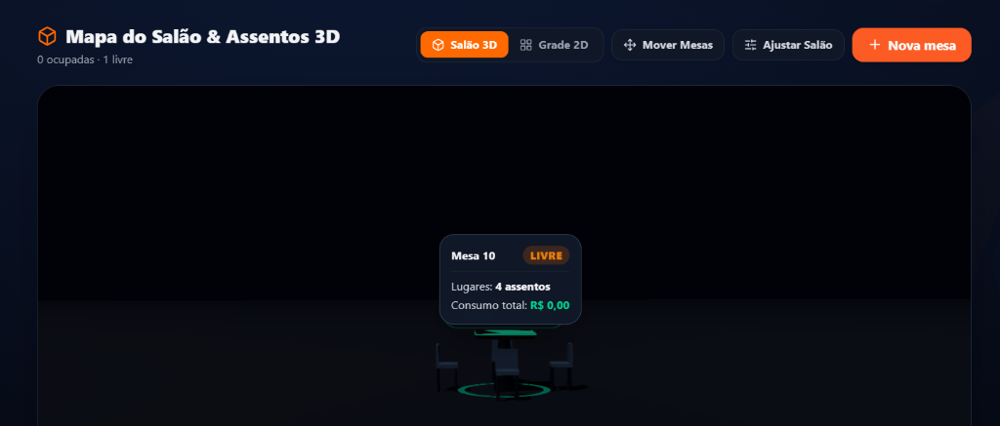 Mapa do Salão & Assentos 3D
0 ocupadas · 1 livre
Salão 3D
Grade 2D
Mover Mesas
Ajustar Salão
+ Nova mesa
Mesa 10
LIVRE
Lugares: 4 assentos
Consumo total: R$ 0,00